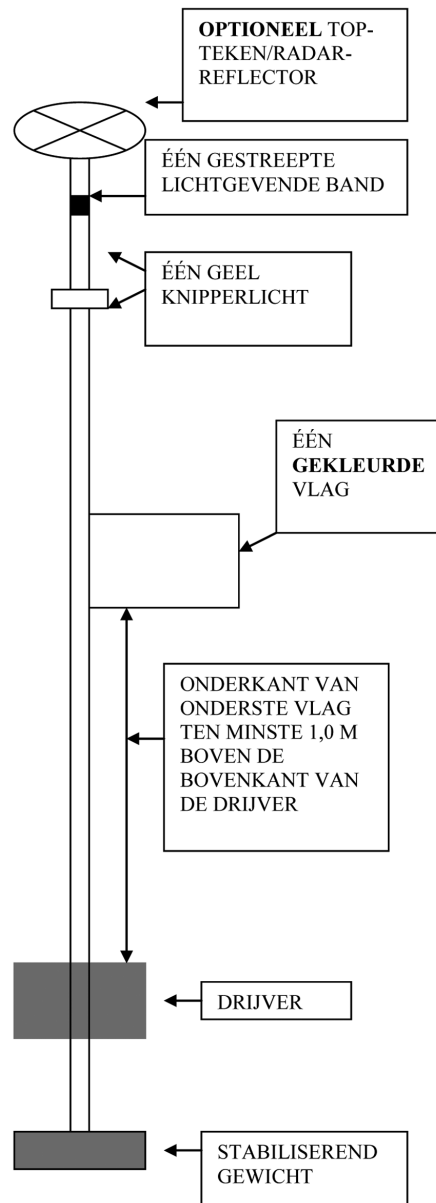 OPTIONEEL TOP-
TEKEN/RADAR-
REFLECTOR
ÉÉN GESTREEPTE
LICHTGEVENDE BAND
ÉÉN GEEL
KNIPPERLICHT
ÉÉN
GEKLEURDE
VLAG
ONDERKANT VAN
ONDERSTE VLAG
TEN MINSTE 1,0 M
BOVEN DE
BOVENKANT VAN
DE DRIJVER
DRIJVER
STABILISEREND
GEWICHT